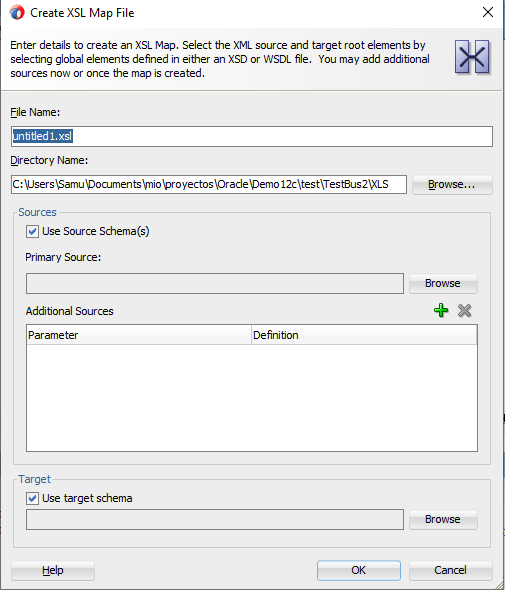 Create XSL Map File
Enter details to create an XSL Map. Select the XML source and target root elements by
selecting global elements defined in either an XSD or WSDL file. You may add additional
sources now or once the map is created.
File Name:
untitled1.xsl
Directory Name:
C:\Users\Samu\Documents\mio\proyectos\Oracle\Demo12c\test\TestBus2\XLS
Browse...
Sources
Use Source Schema(s)
Primary Source:
Browse
Additional Sources
Parameter Definition
Target
Use target schema
Browse
Help OK Cancel